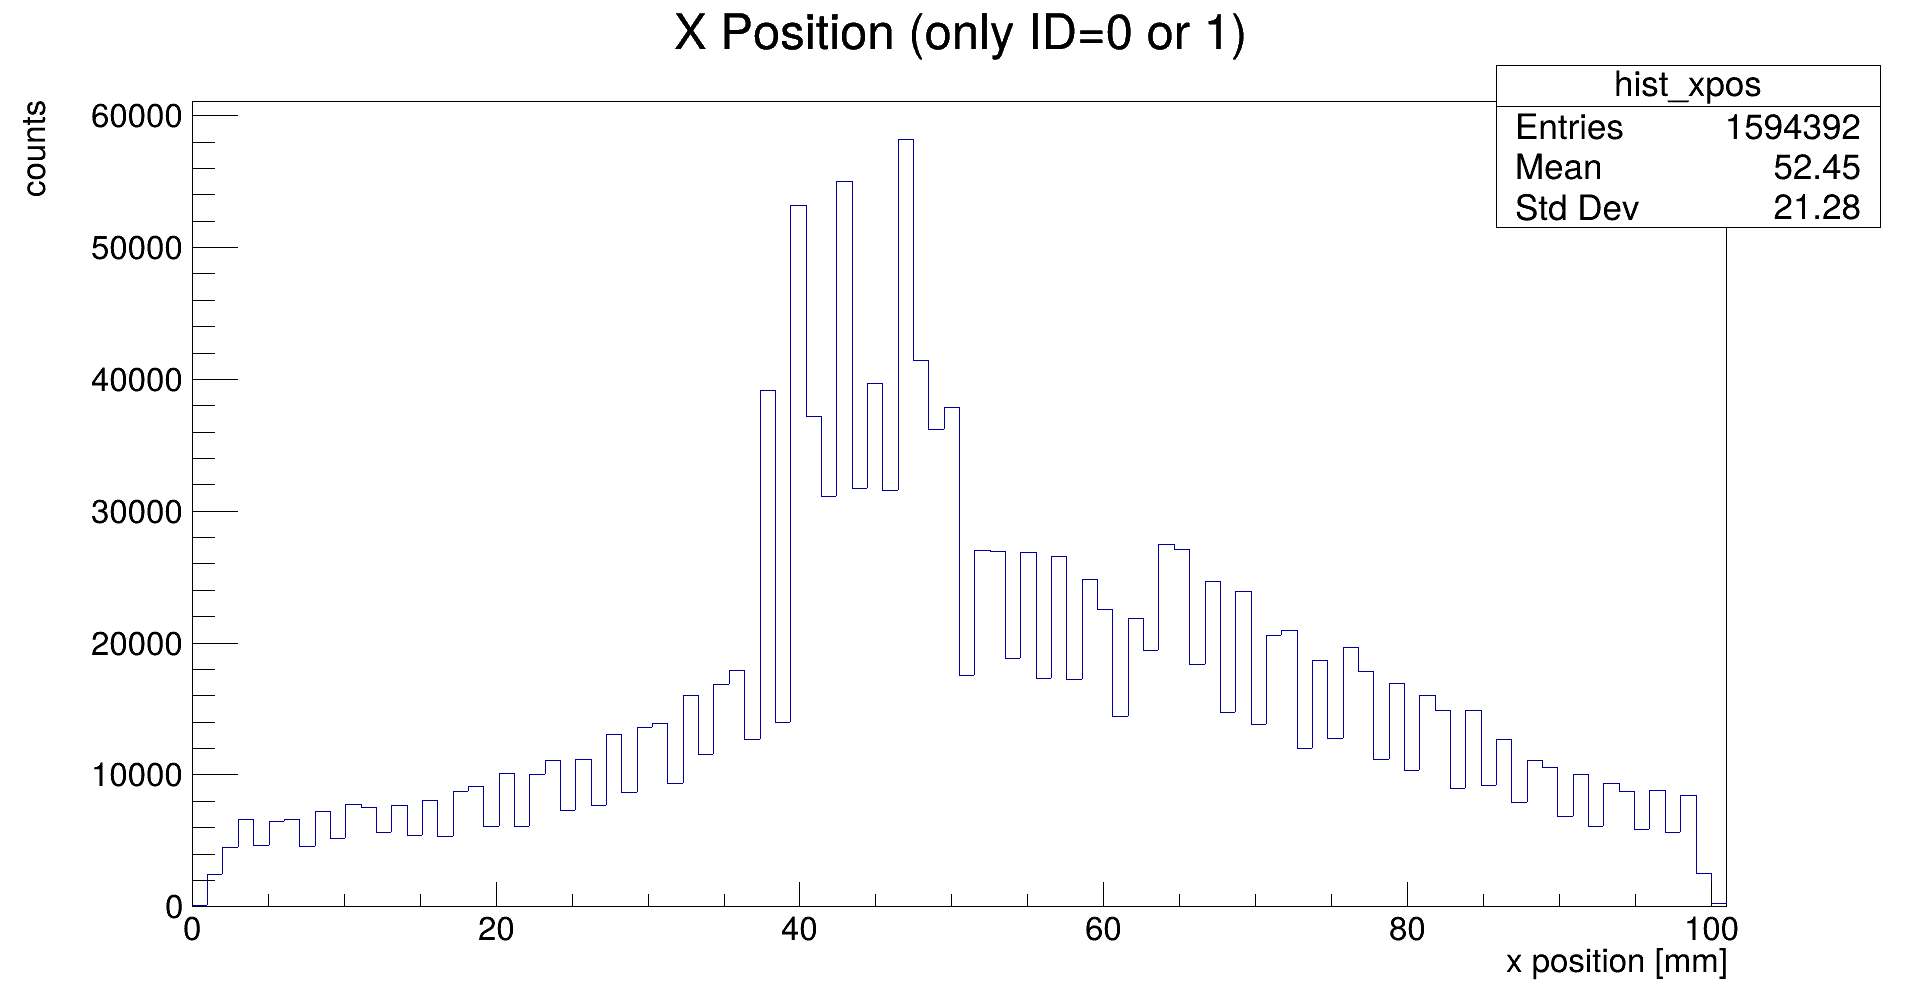 X Position (only ID=0 or 1)
hist_xpos
Entries 1594392
Mean 52.45
Std Dev 21.28
counts
60000
50000
40000
30000
20000
10000
0
0 20 40 60 80 100
x position [mm]